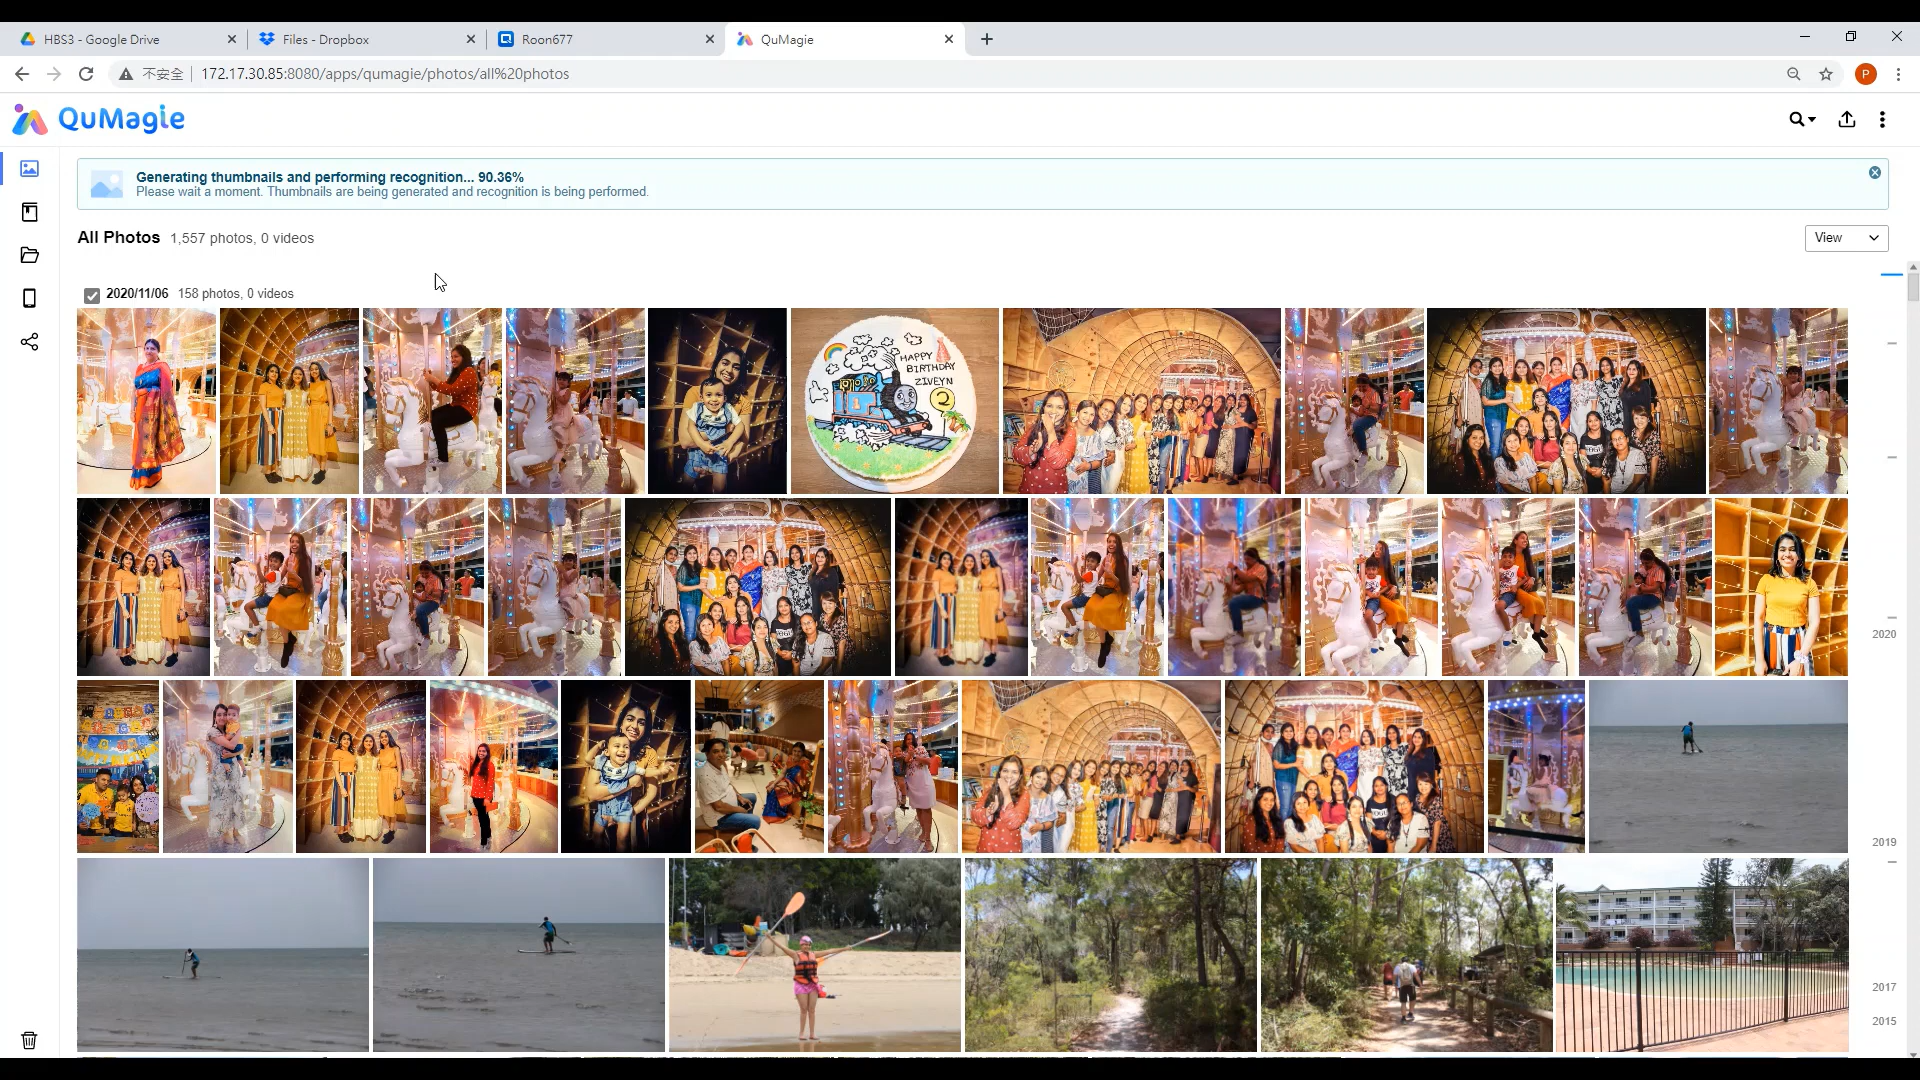 HBS3 - Google Drive
Files - Dropbox
Roon677
QuMagie
不安全
172.17.30.85:8080/apps/qumagie/photos/all%20photos
P
QuMagie
Generating thumbnails and performing recognition... 90.36%
Please wait a moment. Thumbnails are being generated and recognition is being performed.
All Photos 1,557 photos, 0 videos
View
2020/11/06 158 photos, 0 videos
HAPPY
BIRTHDAY
ZIVEYN
2
2020
2019
2017
2015